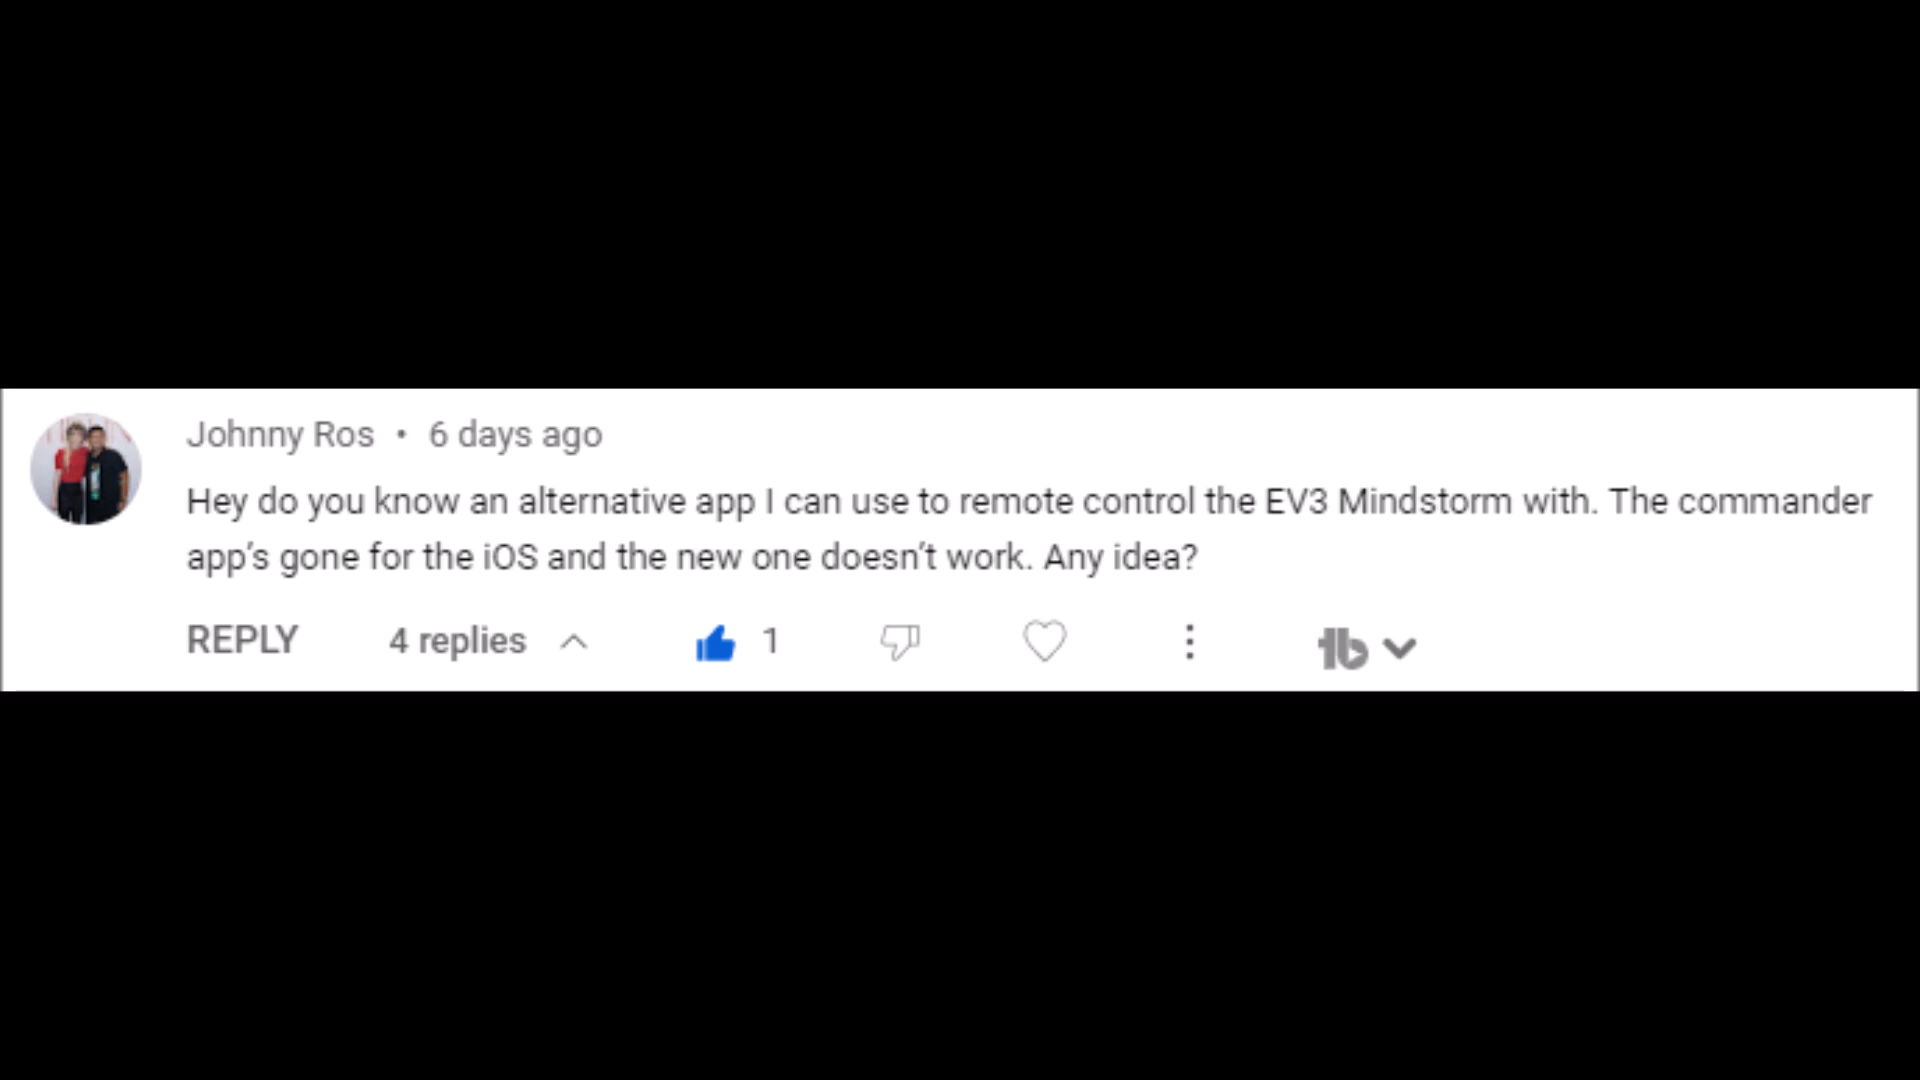 Johnny Ros • 6 days ago
Hey do you know an alternative app I can use to remote control the EV3 Mindstorm with. The commander
app’s gone for the iOS and the new one doesn’t work. Any idea?
REPLY 4 replies 1 tb